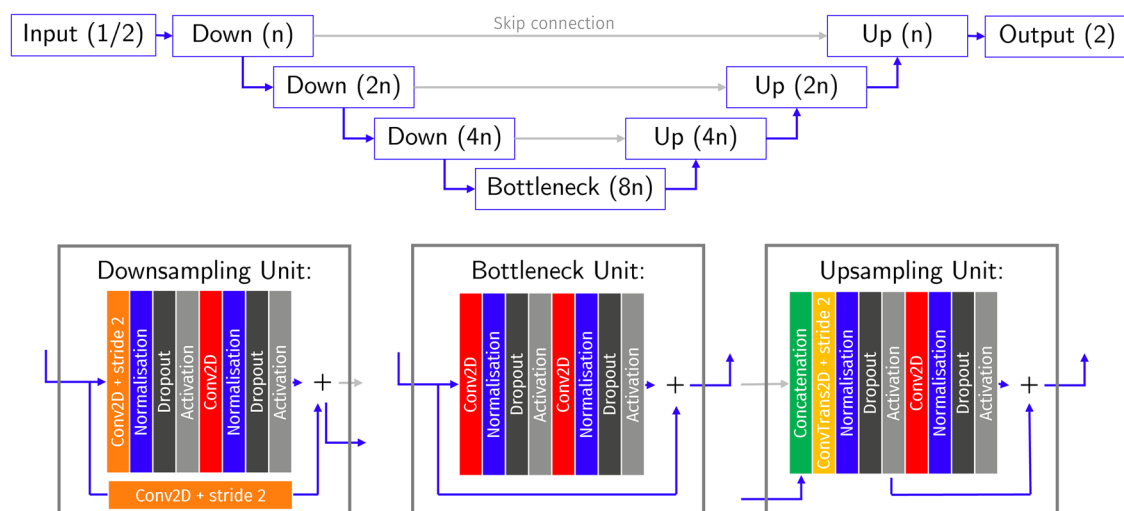 Skip connection
Input (1/2)
Down (n)
Up (n)
Output (2)
Down (2n)
Up (2n)
Down (4n)
Up (4n)
Bottleneck (8n)
Downsampling Unit:
Conv2D + stride 2
Normalisation
Dropout
Activation
Conv2D
Normalisation
Dropout
Activation
+
Conv2D + stride 2
Bottleneck Unit:
Conv2D
Normalisation
Dropout
Activation
Conv2D
Normalisation
Dropout
Activation
+
Upsampling Unit:
Concatenation
ConvTrans2D + stride 2
Normalisation
Dropout
Activation
Conv2D
Normalisation
Dropout
Activation
+